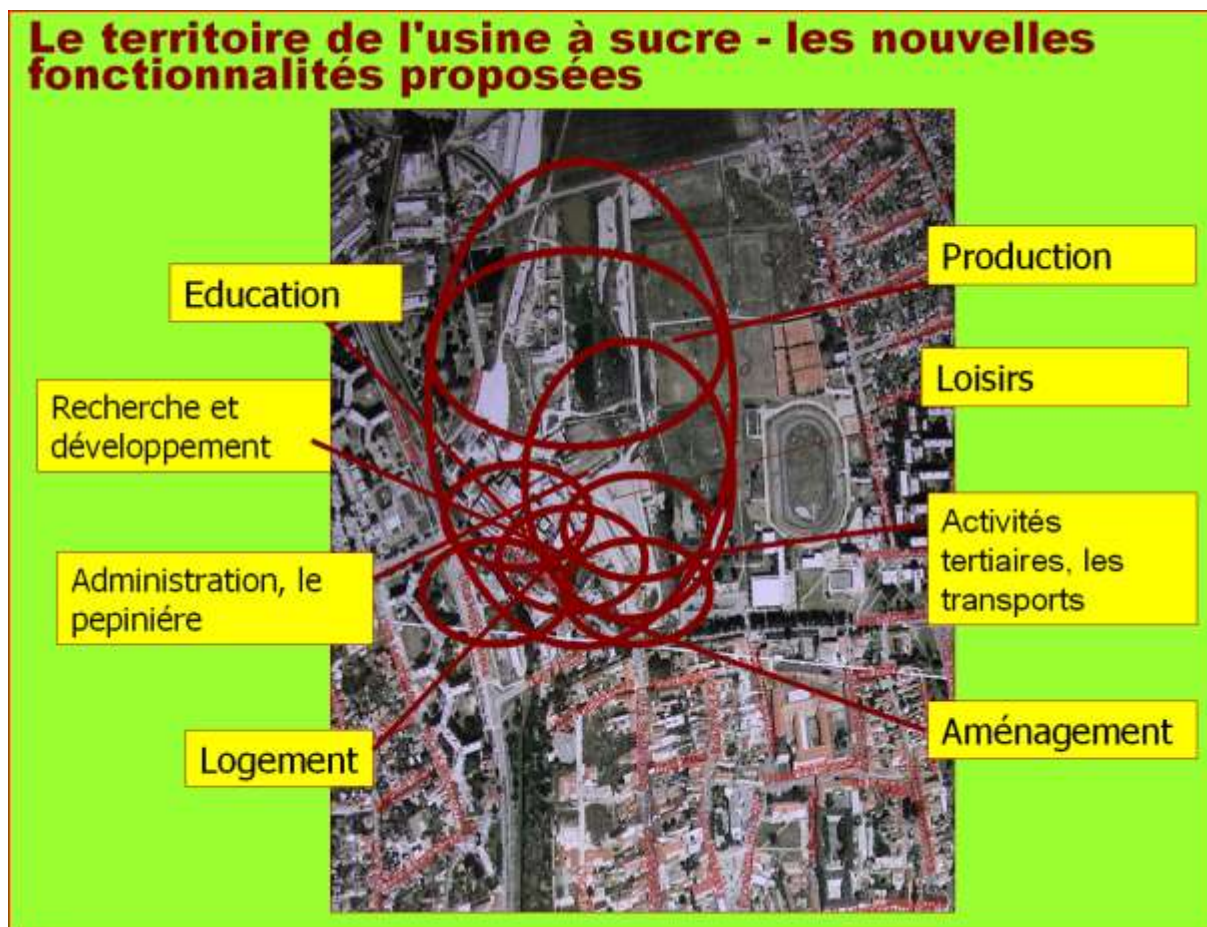 Le territoire de l'usine à sucre - les nouvelles
fonctionnalités proposées
Education
Production
Loisirs
Recherche et
développement
Activités
tertiaires, les
transports
Administration, le
pepiniére
Logement
Aménagement